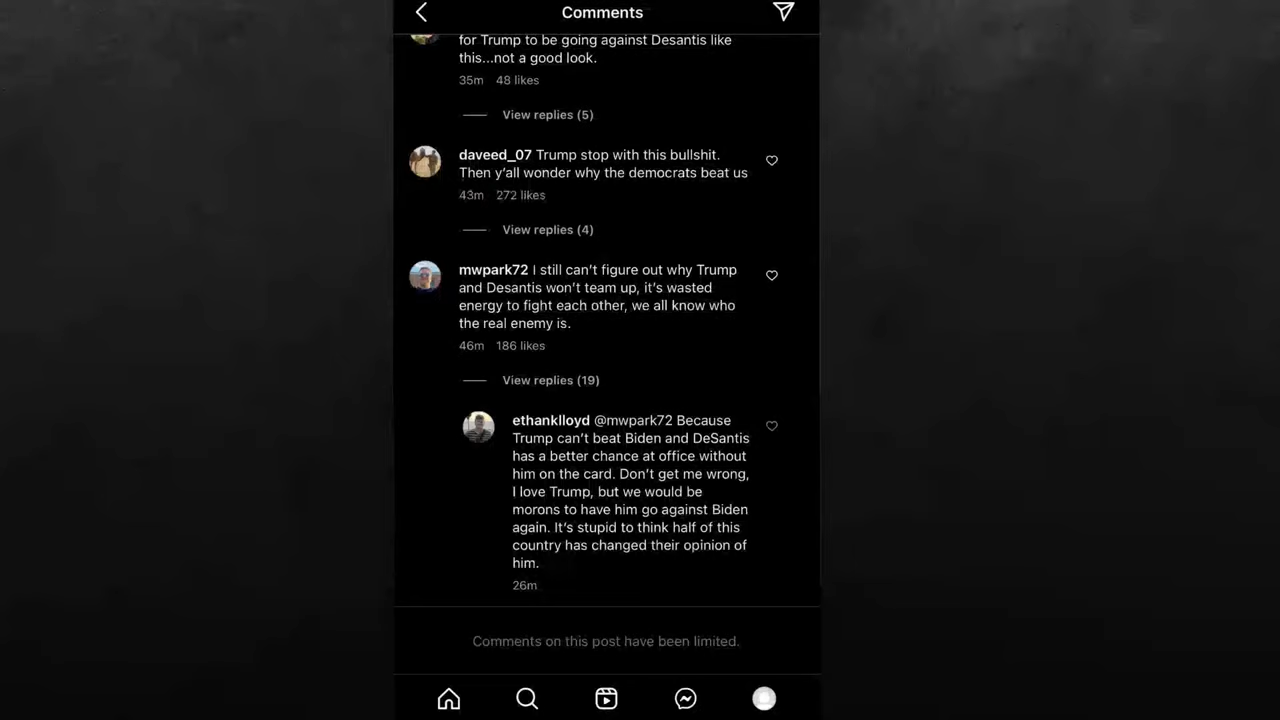 Comments
for Trump to be going against Desantis like
this...not a good look.
35m 48 likes
View replies (5)
daveed_07 Trump stop with this bullshit.
Then y'all wonder why the democrats beat us
43m 272 likes
View replies (4)
mwpark72 I still can't figure out why Trump
and Desantis won't team up, it's wasted
energy to fight each other, we all know who
the real enemy is.
46m 186 likes
View replies (19)
ethanklloyd @mwpark72 Because
Trump can't beat Biden and DeSantis
has a better chance at office without
him on the card. Don't get me wrong,
I love Trump, but we would be
morons to have him go against Biden
again. It's stupid to think half of this
country has changed their opinion of
him.
26m
Comments on this post have been limited.